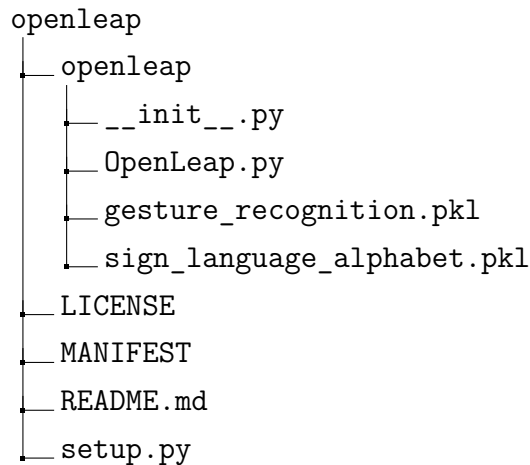 openleap
openleap
__init__.py
OpenLeap.py
gesture_recognition.pkl
sign_language_alphabet.pkl
LICENSE
MANIFEST
README.md
setup.py